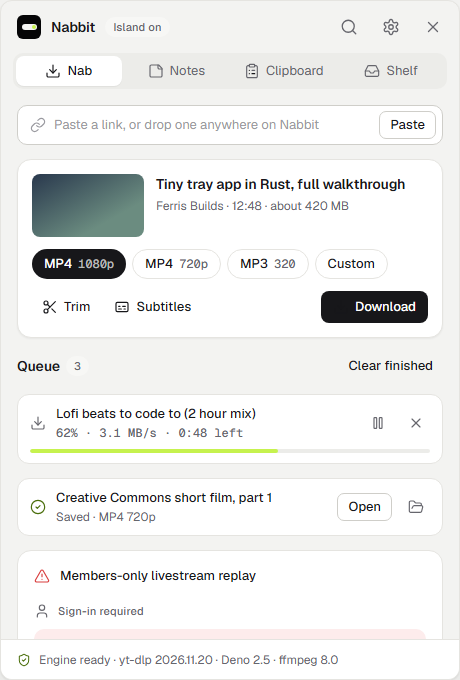 Nabbit Island on
Nab Notes Clipboard Shelf
Paste a link, or drop one anywhere on Nabbit Paste
Tiny tray app in Rust, full walkthrough
Ferris Builds · 12:48 · about 420 MB
MP4 1080p MP4 720p MP3 320 Custom
Trim Subtitles Download
Queue 3 Clear finished
Lofi beats to code to (2 hour mix)
62% · 3.1 MB/s · 0:48 left
Creative Commons short film, part 1
Saved · MP4 720p
Open
Members-only livestream replay
Sign-in required
Engine ready · yt-dlp 2026.11.20 · Deno 2.5 · ffmpeg 8.0